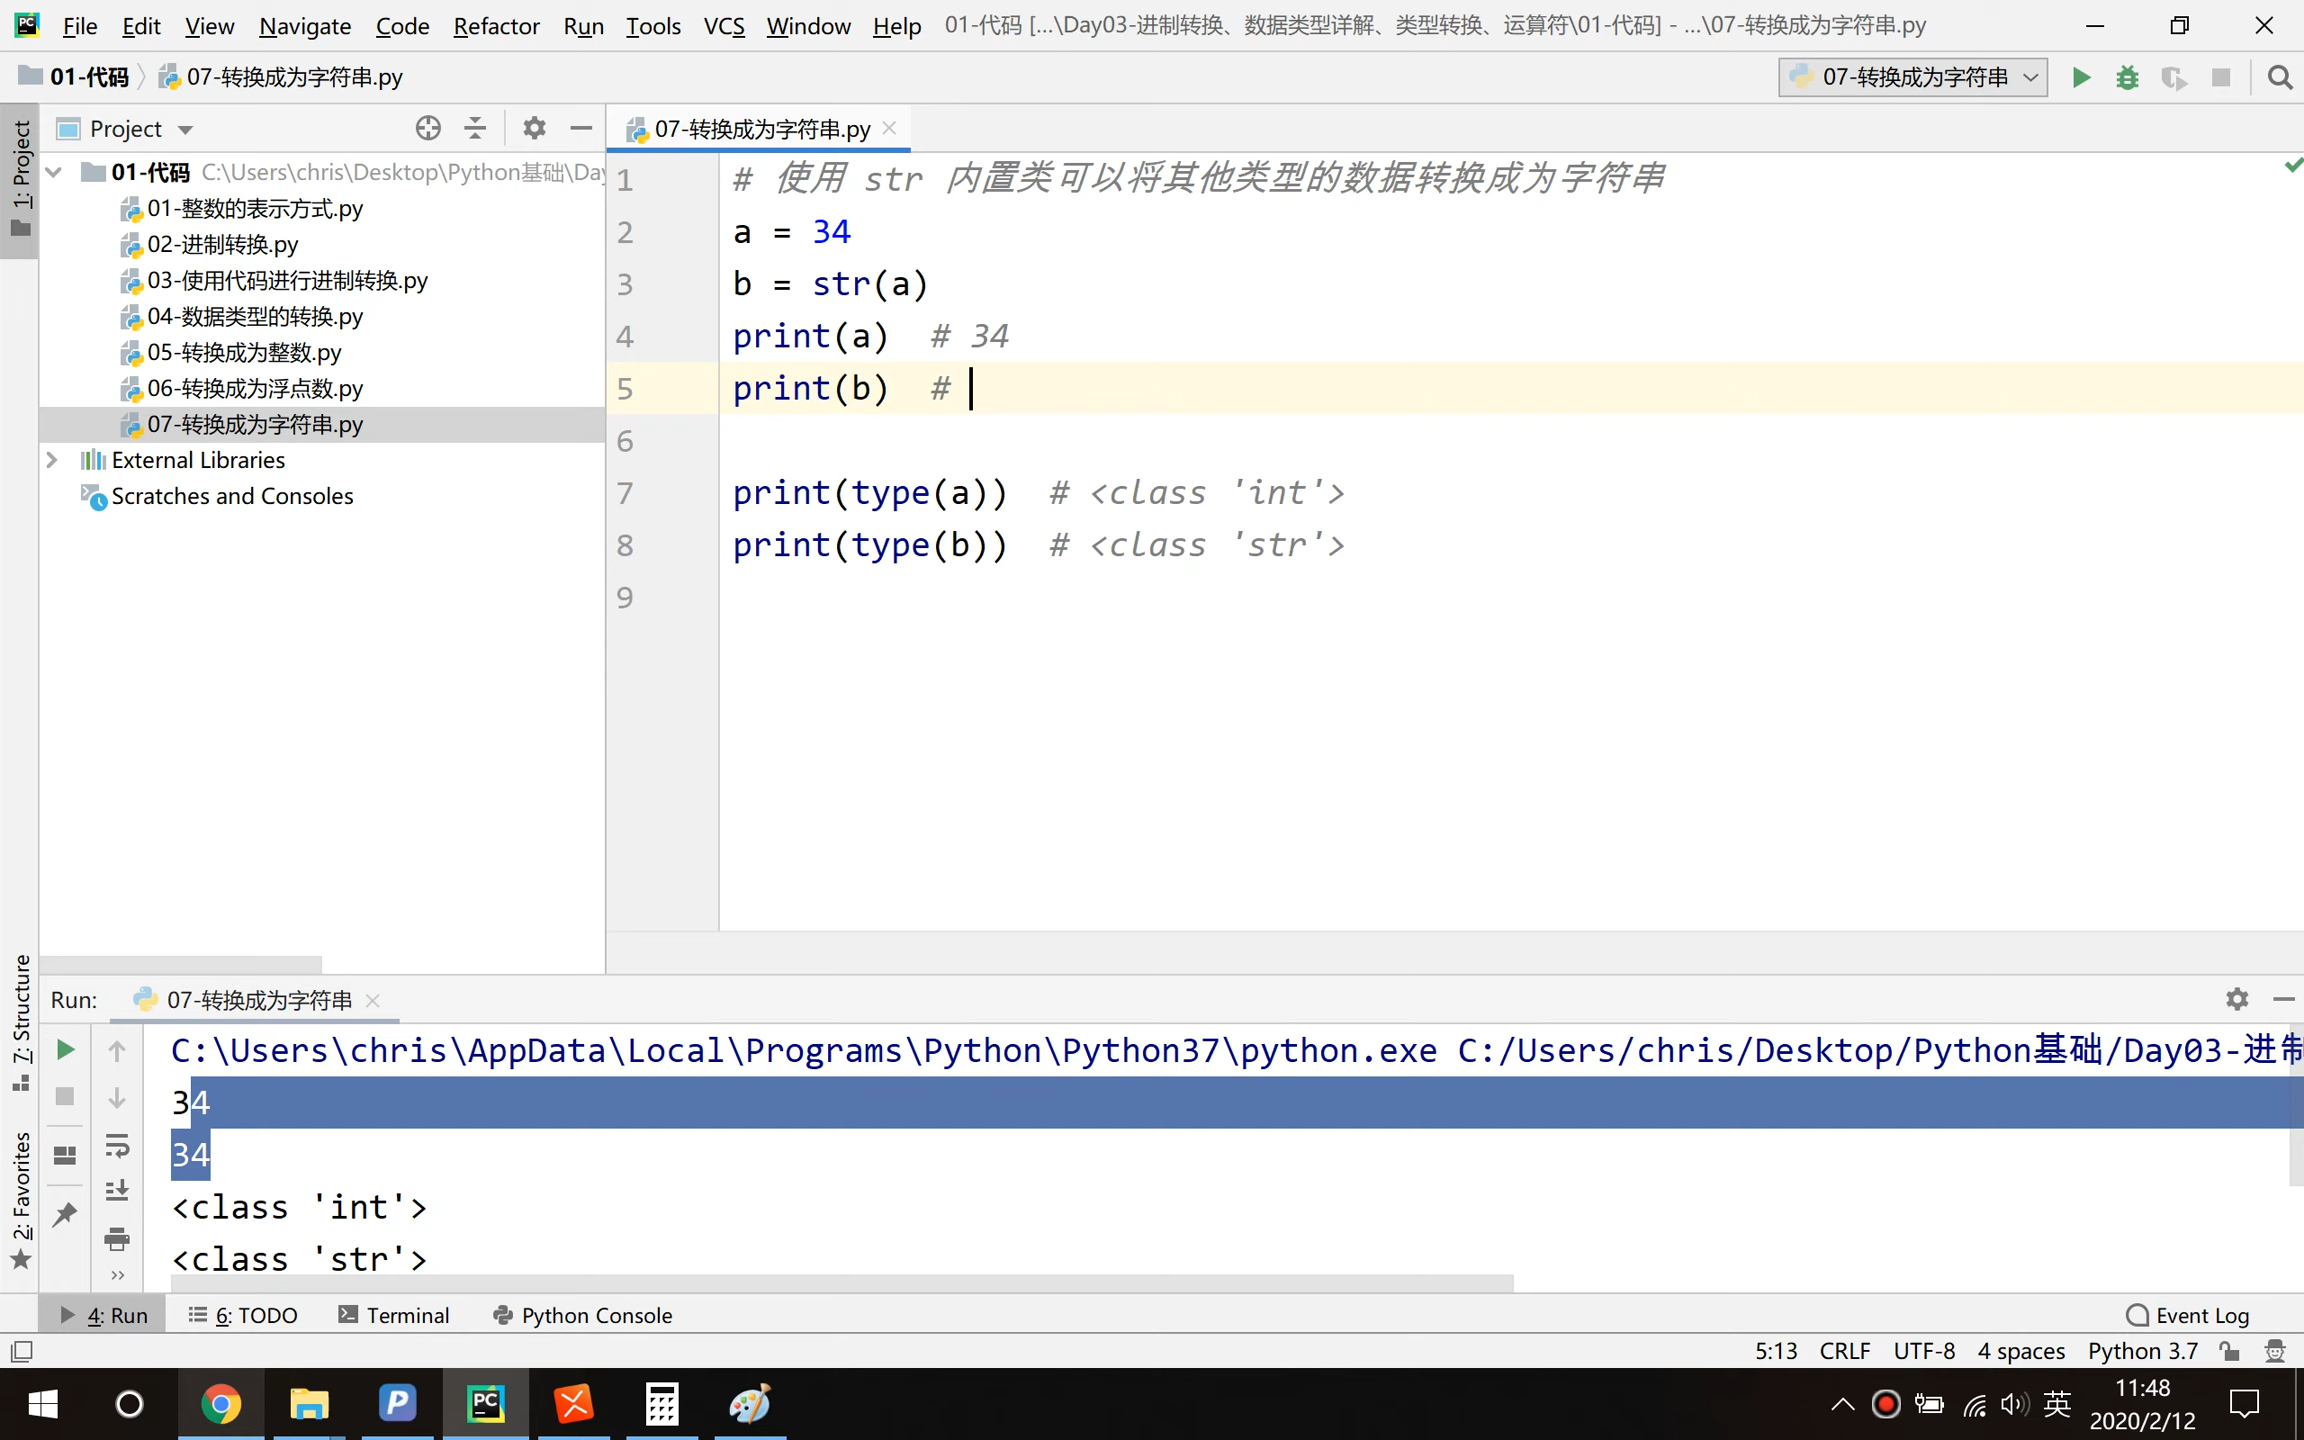 File Edit View Navigate Code Refactor Run Tools VCS Window Help 01-代码 [...\Day03-进制转换、数据类型详解、类型转换、运算符\01-代码] - ...\07-转换成为字符串.py
01-代码 07-转换成为字符串.py
07-转换成为字符串
1: Project
Project
07-转换成为字符串.py
01-代码 C:\Users\chris\Desktop\Python基础\Day
01-整数的表示方式.py
02-进制转换.py
03-使用代码进行进制转换.py
04-数据类型的转换.py
05-转换成为整数.py
06-转换成为浮点数.py
07-转换成为字符串.py
External Libraries
Scratches and Consoles
1 # 使用 str 内置类可以将其他类型的数据转换成为字符串
2 a = 34
3 b = str(a)
4 print(a)  # 34
5 print(b)  #
6
7 print(type(a))  # <class 'int'>
8 print(type(b))  # <class 'str'>
9
7: Structure
2: Favorites
Run: 07-转换成为字符串
C:\Users\chris\AppData\Local\Programs\Python\Python37\python.exe C:/Users/chris/Desktop/Python基础/Day03-进制
34
34
<class 'int'>
<class 'str'>
4: Run 6: TODO Terminal Python Console Event Log
5:13 CRLF UTF-8 4 spaces Python 3.7
英
11:48
2020/2/12